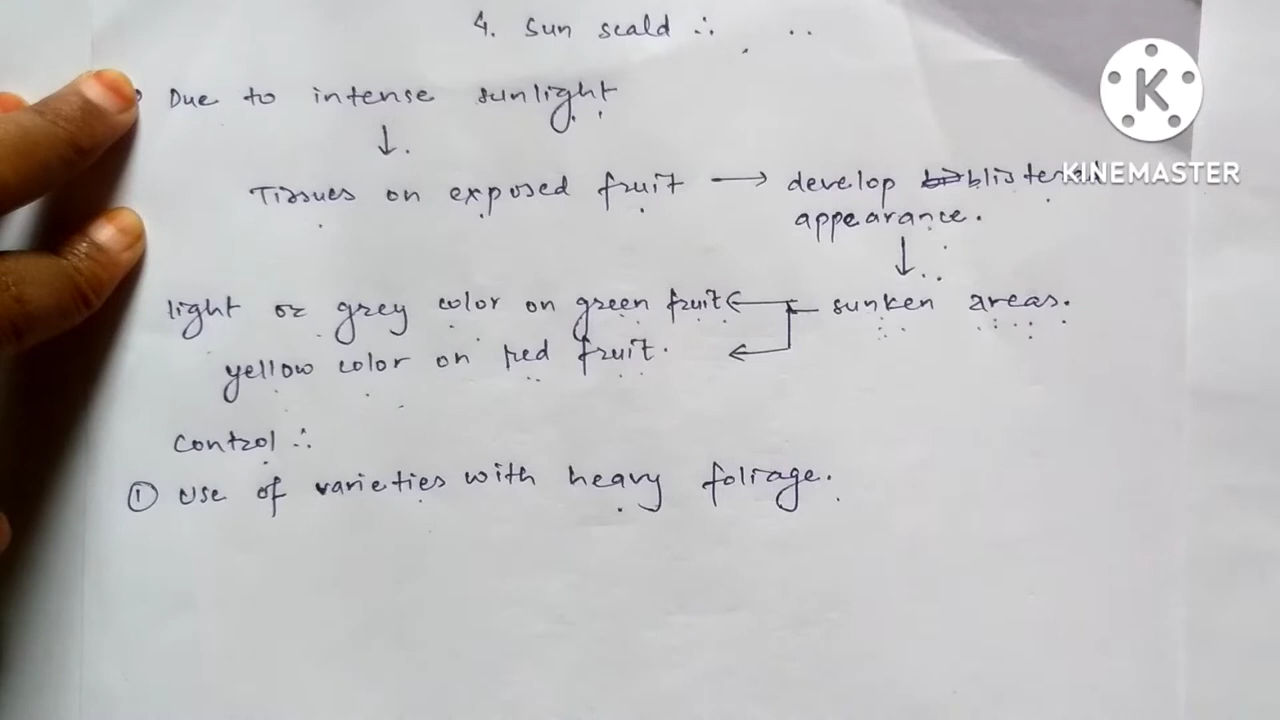 4. Sun scald ∴
Due to intense sunlight
↓
Tissues on exposed fruit → develop blistered
appearance.
↓
light or grey color on green fruit ← sunken areas.
yellow color on red fruit. ←
Control ∴
① Use of varieties with heavy foliage.
K
KINEMASTER